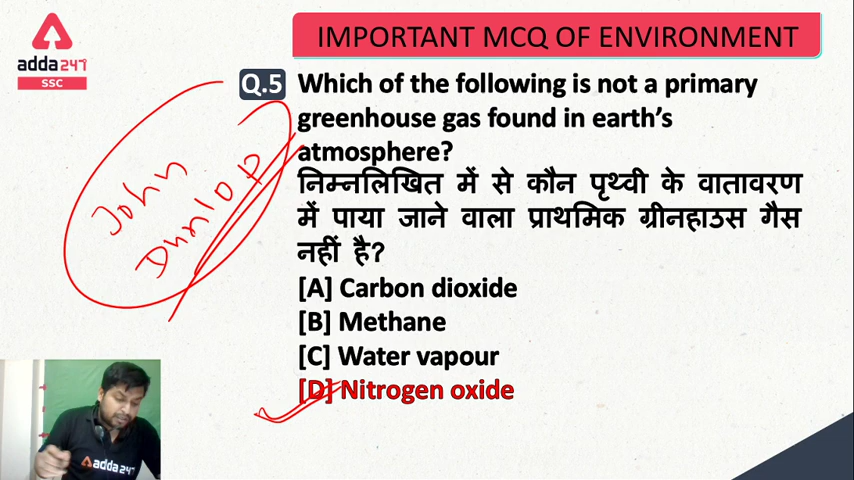 IMPORTANT MCQ OF ENVIRONMENT
adda247
SSC
Q.5 Which of the following is not a primary
greenhouse gas found in earth's
atmosphere?
निम्नलिखित में से कौन पृथ्वी के वातावरण
में पाया जाने वाला प्राथमिक ग्रीनहाउस गैस
नहीं है?
John
Dunlop
[A] Carbon dioxide
[B] Methane
[C] Water vapour
[D] Nitrogen oxide
adda247